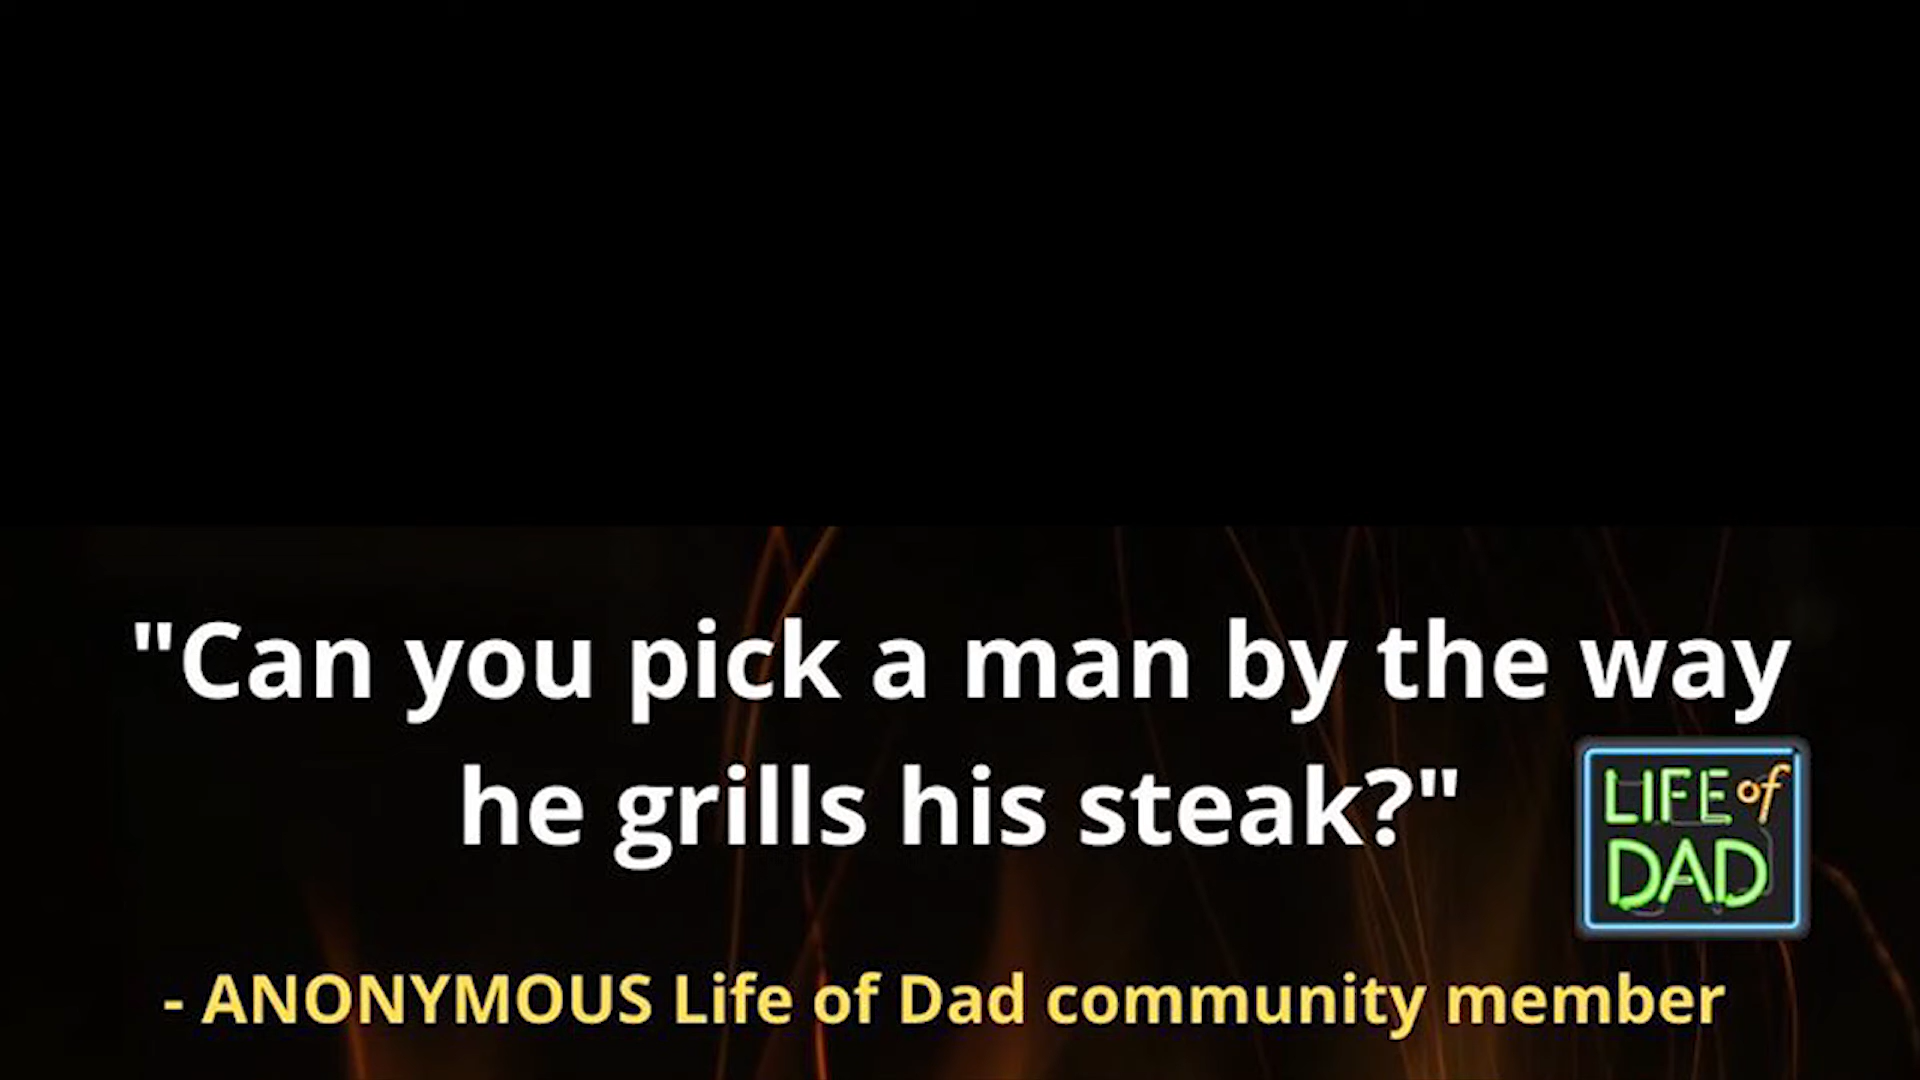 "Can you pick a man by the way
he grills his steak?"
LIFE of
DAD
- ANONYMOUS Life of Dad community member